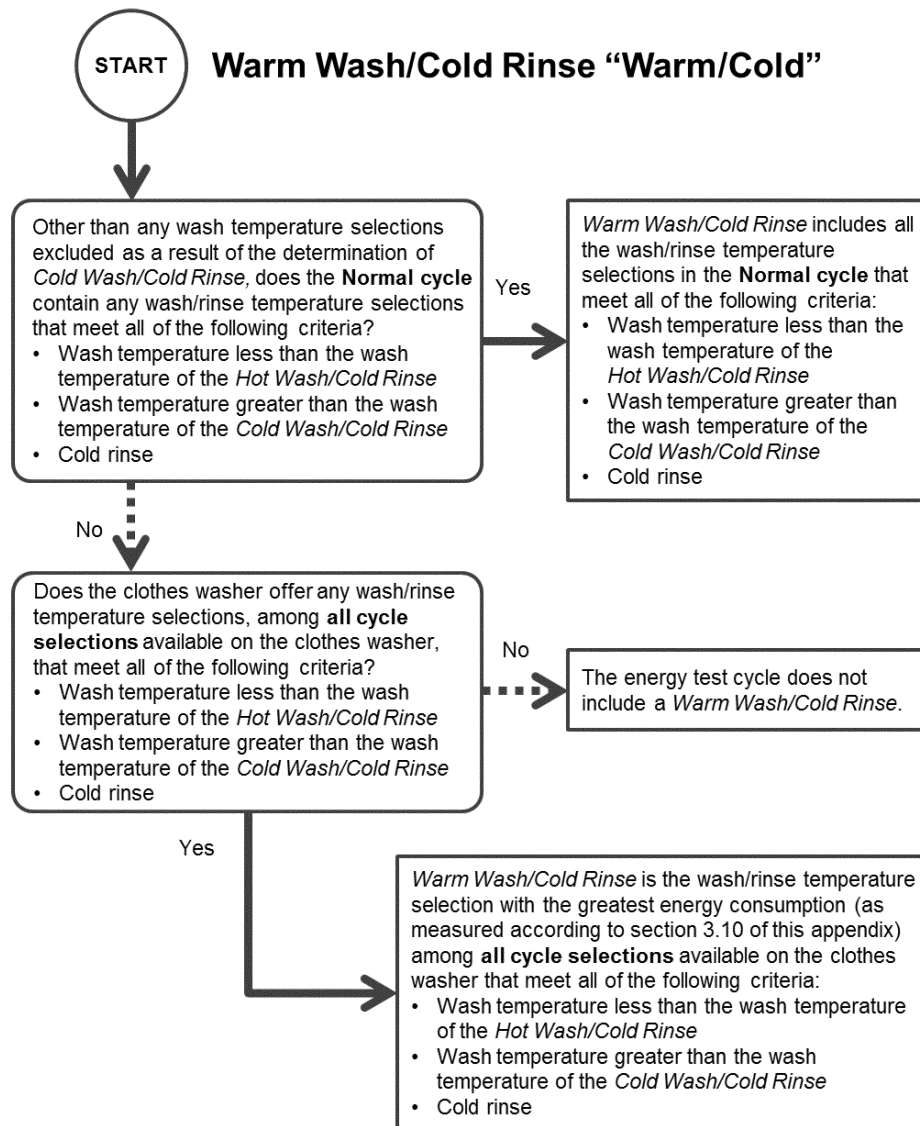 START
Warm Wash/Cold Rinse “Warm/Cold”
Other than any wash temperature selections
excluded as a result of the determination of
Cold Wash/Cold Rinse, does the Normal cycle
contain any wash/rinse temperature selections
that meet all of the following criteria?
• Wash temperature less than the wash
temperature of the Hot Wash/Cold Rinse
• Wash temperature greater than the wash
temperature of the Cold Wash/Cold Rinse
• Cold rinse
Yes
Warm Wash/Cold Rinse includes all
the wash/rinse temperature
selections in the Normal cycle that
meet all of the following criteria:
• Wash temperature less than the
wash temperature of the
Hot Wash/Cold Rinse
• Wash temperature greater than
the wash temperature of the
Cold Wash/Cold Rinse
• Cold rinse
No
Does the clothes washer offer any wash/rinse
temperature selections, among all cycle
selections available on the clothes washer,
that meet all of the following criteria?
• Wash temperature less than the wash
temperature of the Hot Wash/Cold Rinse
• Wash temperature greater than the wash
temperature of the Cold Wash/Cold Rinse
• Cold rinse
No
The energy test cycle does not
include a Warm Wash/Cold Rinse.
Yes
Warm Wash/Cold Rinse is the wash/rinse temperature
selection with the greatest energy consumption (as
measured according to section 3.10 of this appendix)
among all cycle selections available on the clothes
washer that meet all of the following criteria:
• Wash temperature less than the wash temperature
of the Hot Wash/Cold Rinse
• Wash temperature greater than the wash
temperature of the Cold Wash/Cold Rinse
• Cold rinse